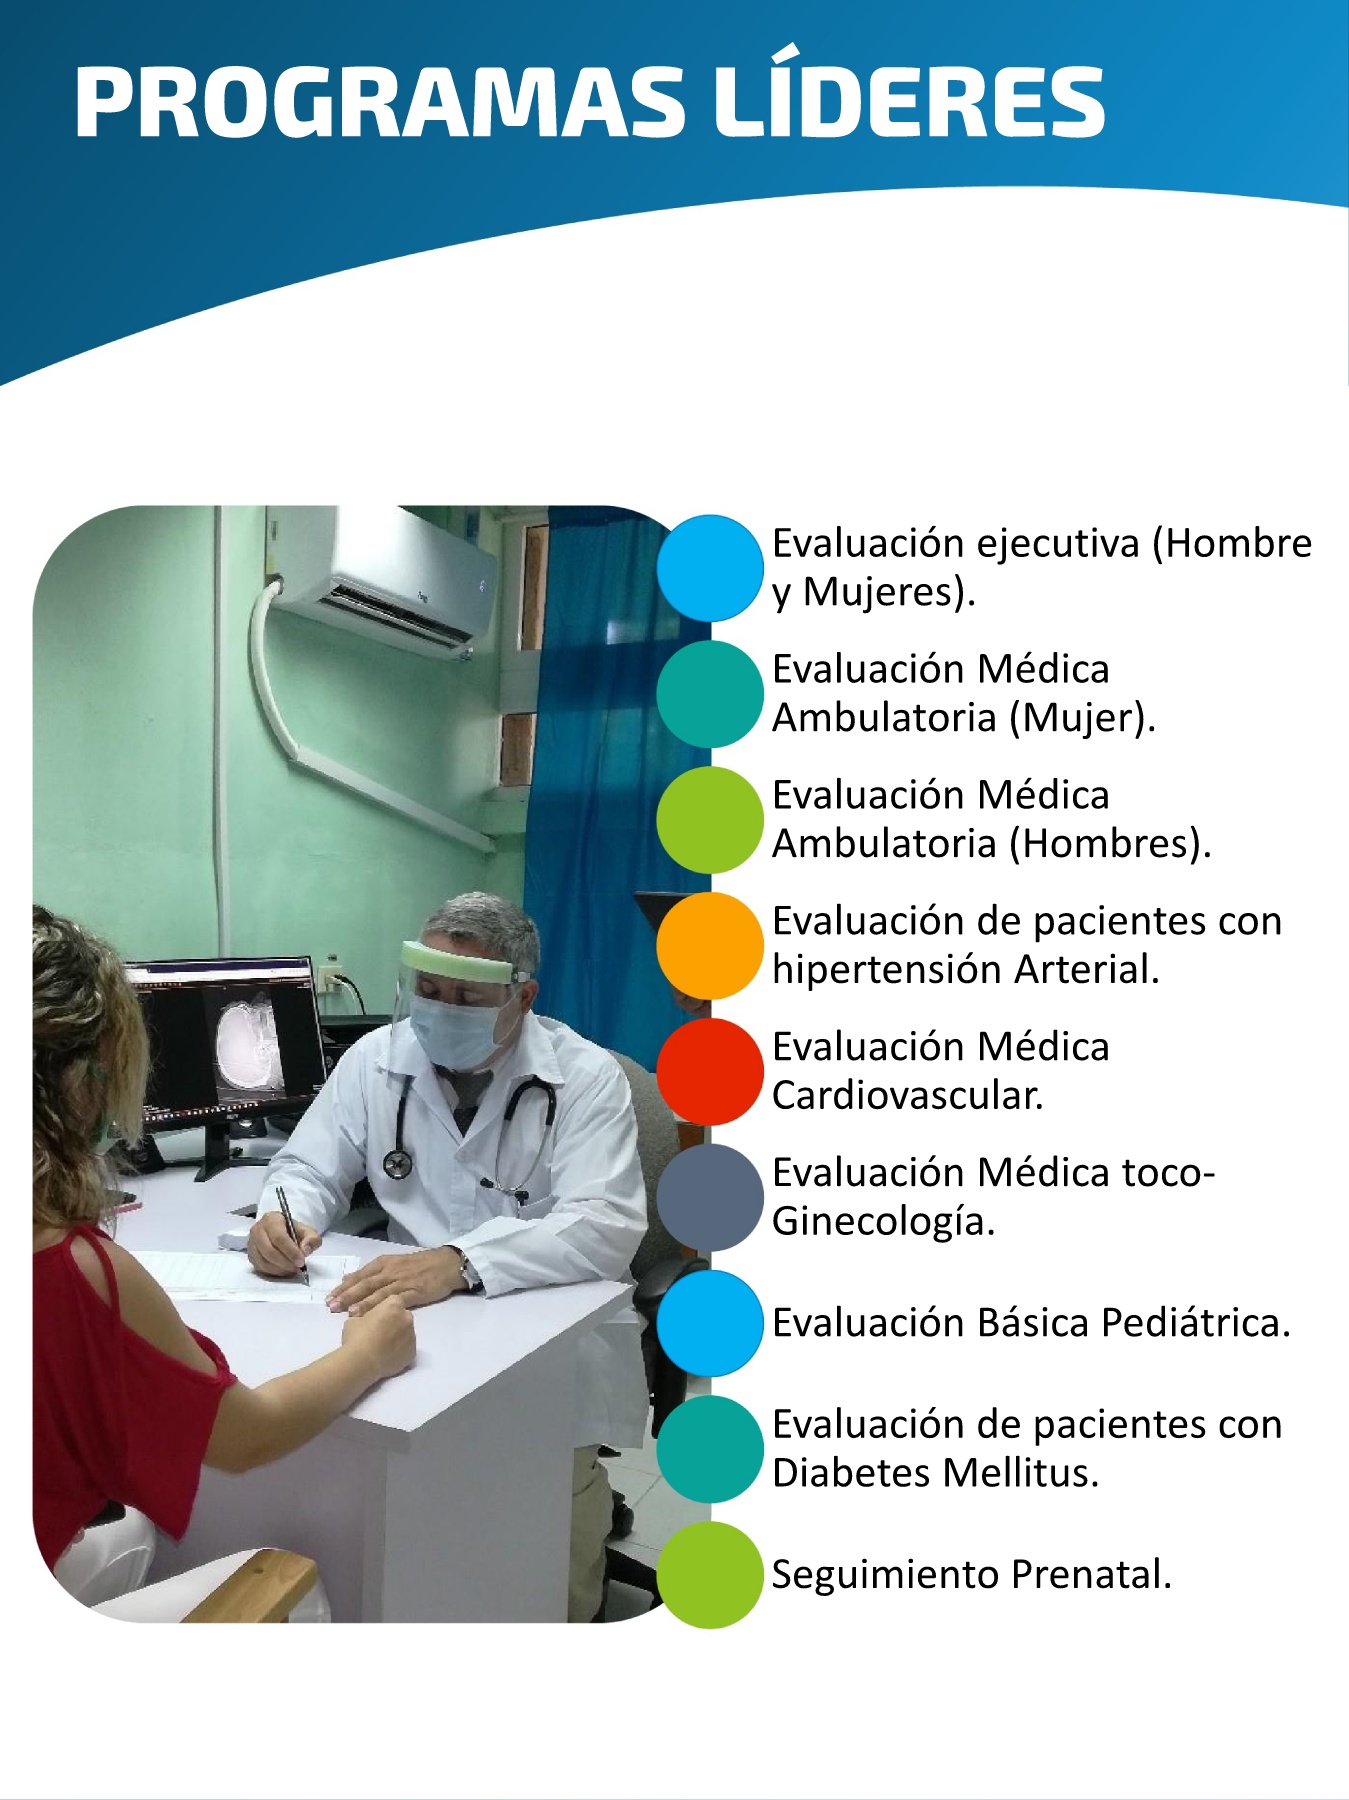 PROGRAMAS LÍDERES
Evaluación ejecutiva (Hombre
y Mujeres).
Evaluación Médica
Ambulatoria (Mujer).
Evaluación Médica
Ambulatoria (Hombres).
Evaluación de pacientes con
hipertensión Arterial.
Evaluación Médica
Cardiovascular.
Evaluación Médica toco-
Ginecología.
Evaluación Básica Pediátrica.
Evaluación de pacientes con
Diabetes Mellitus.
Seguimiento Prenatal.